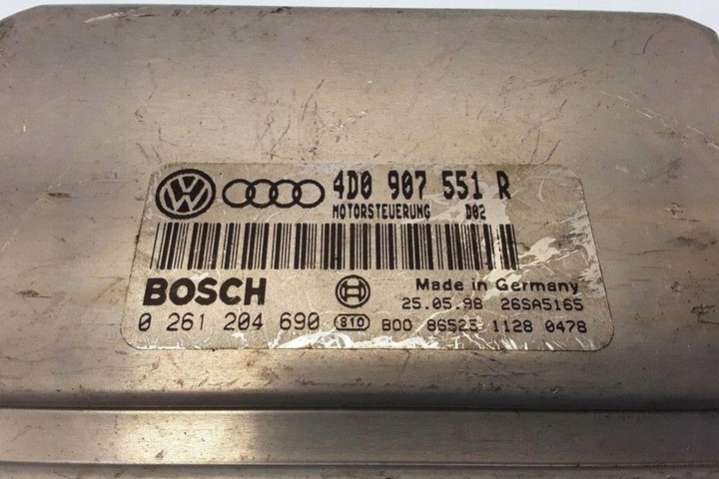 4D0 907 551 R
MOTORSTEUERUNG D02
BOSCH
Made in Germany
25.05.98 26SA5165
0 261 204 690 S10 B00 86523 1128 0478